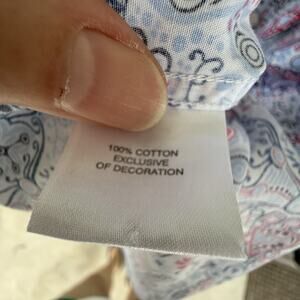 100% COTTON
EXCLUSIVE
OF DECORATION